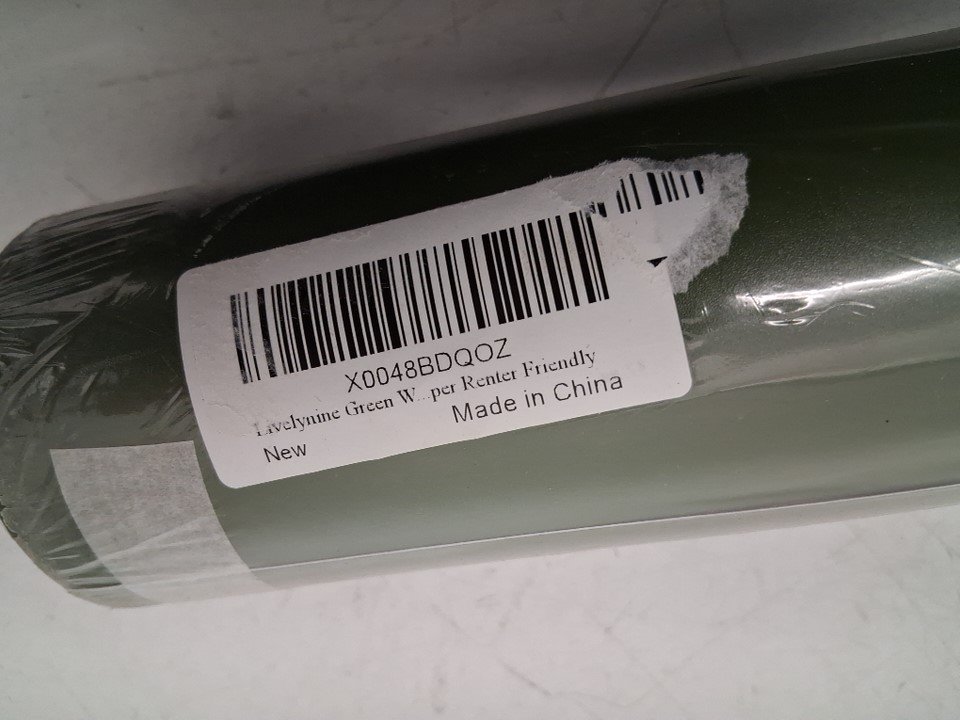 X0048BDQOZ
Livelynine Green W...per Renter Friendly
New Made in China